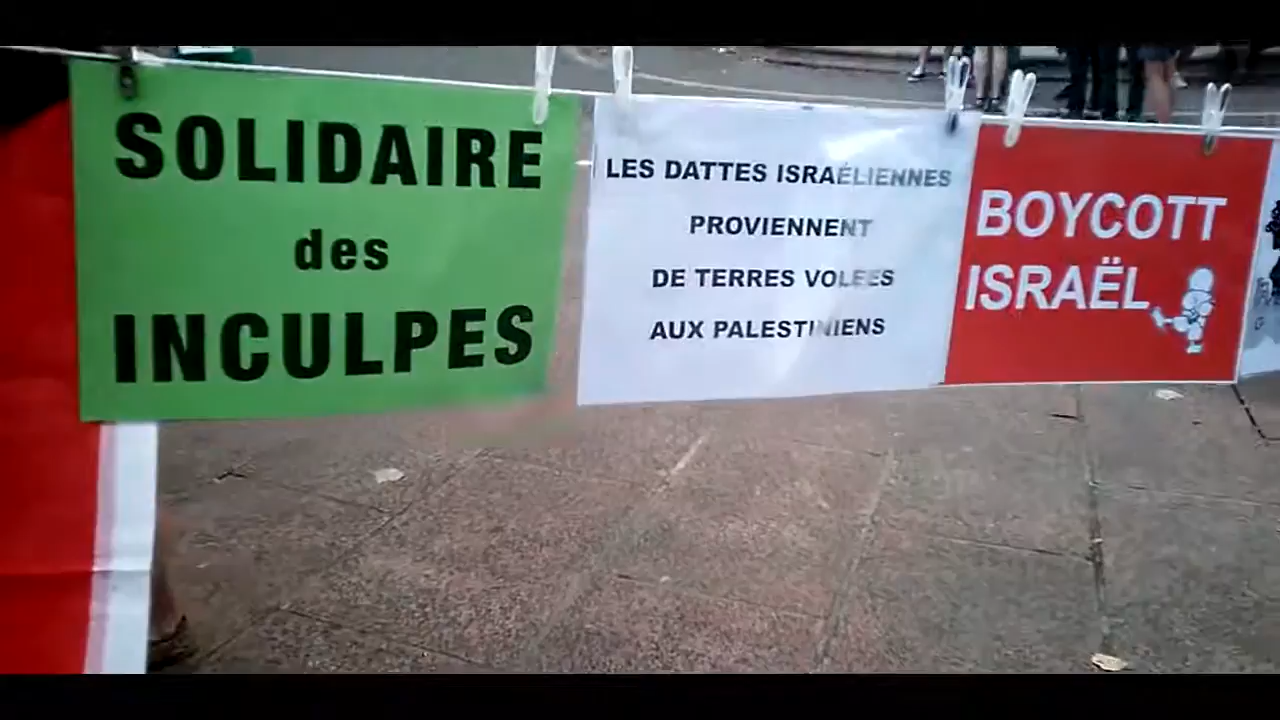 SOLIDAIRE
des
INCULPES
LES DATTES ISRAÉLIENNES
PROVIENNENT
DE TERRES VOLEES
AUX PALESTINIENS
BOYCOTT
ISRAËL